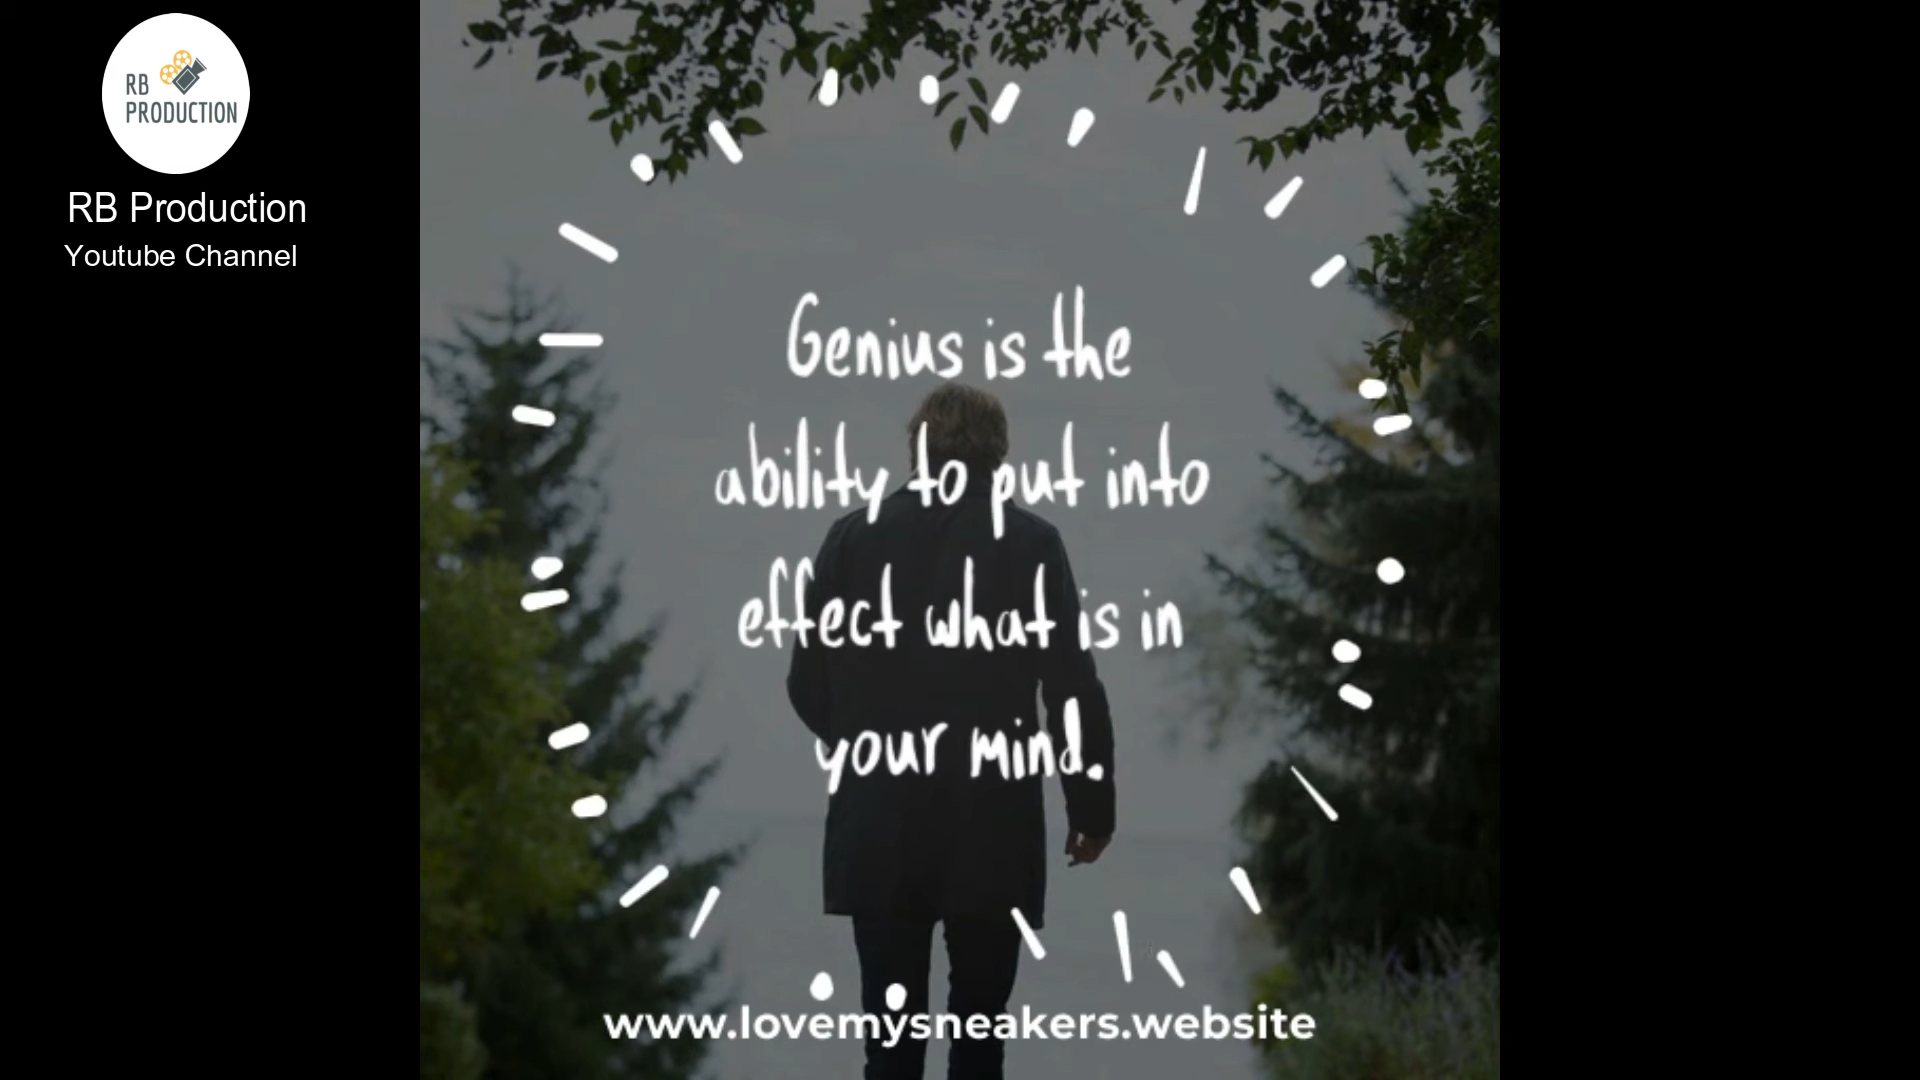 RB
PRODUCTION
RB Production
Youtube Channel
Genius is the
ability to put into
effect what is in
your mind.
www.lovemysneakers.website